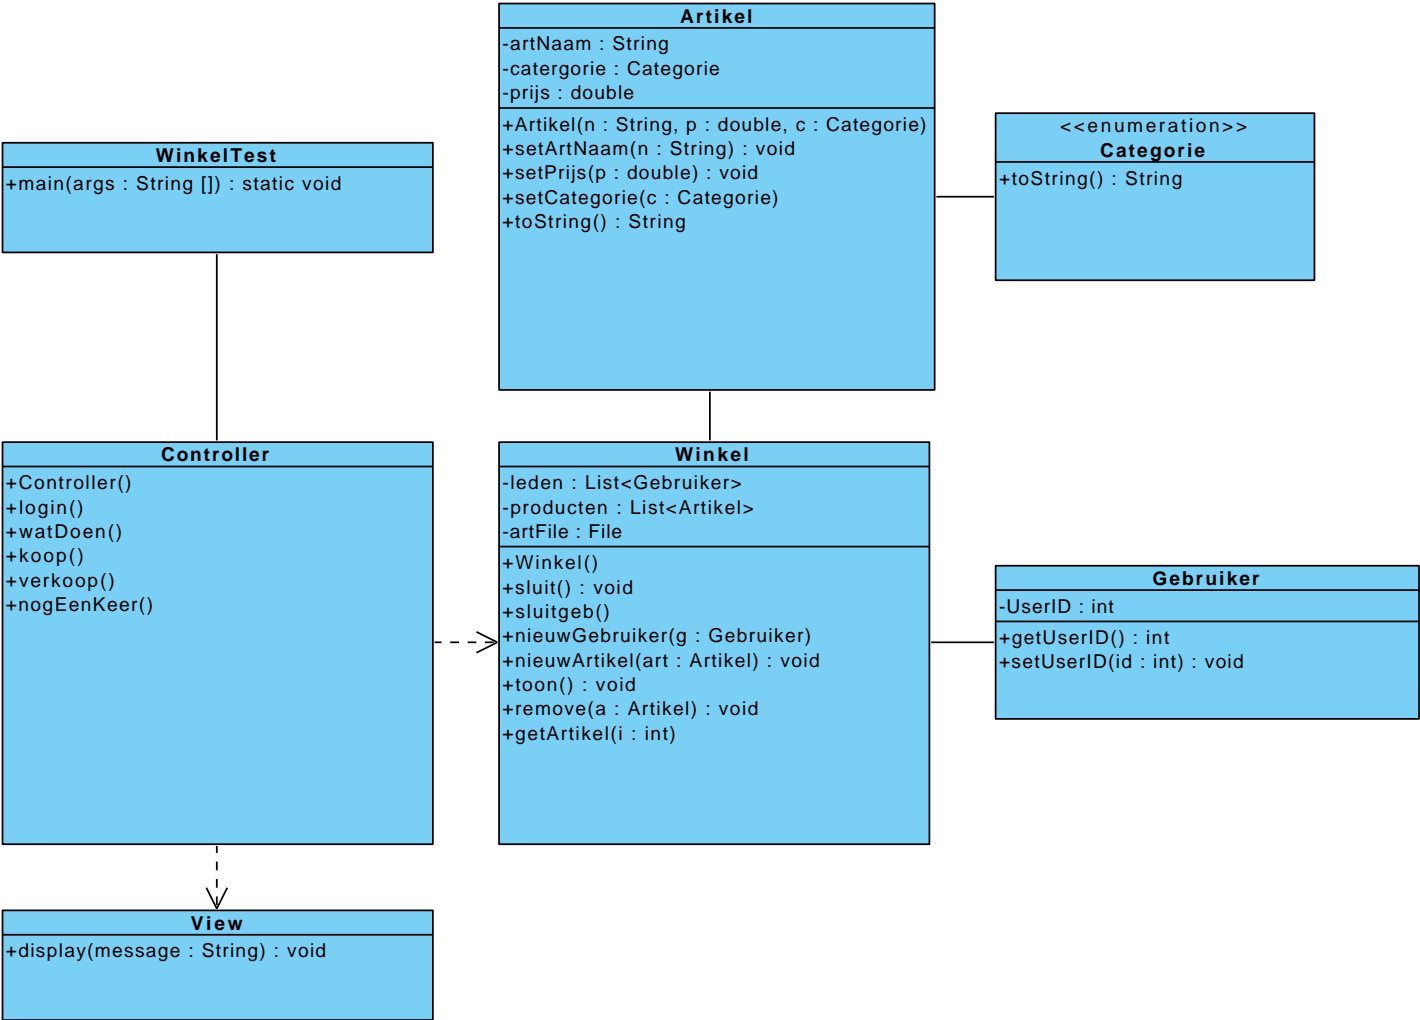 Artikel
-artNaam : String
-catergorie : Categorie
-prijs : double
+Artikel(n : String, p : double, c : Categorie)
+setArtNaam(n : String) : void
+setPrijs(p : double) : void
+setCategorie(c : Categorie)
+toString() : String
<<enumeration>>
Categorie
+toString() : String
WinkelTest
+main(args : String []) : static void
Controller
+Controller()
+login()
+watDoen()
+koop()
+verkoop()
+nogEenKeer()
Winkel
-leden : List<Gebruiker>
-producten : List<Artikel>
-artFile : File
+Winkel()
+sluit() : void
+sluitgeb()
+nieuwGebruiker(g : Gebruiker)
+nieuwArtikel(art : Artikel) : void
+toon() : void
+remove(a : Artikel) : void
+getArtikel(i : int)
Gebruiker
-UserID : int
+getUserID() : int
+setUserID(id : int) : void
View
+display(message : String) : void